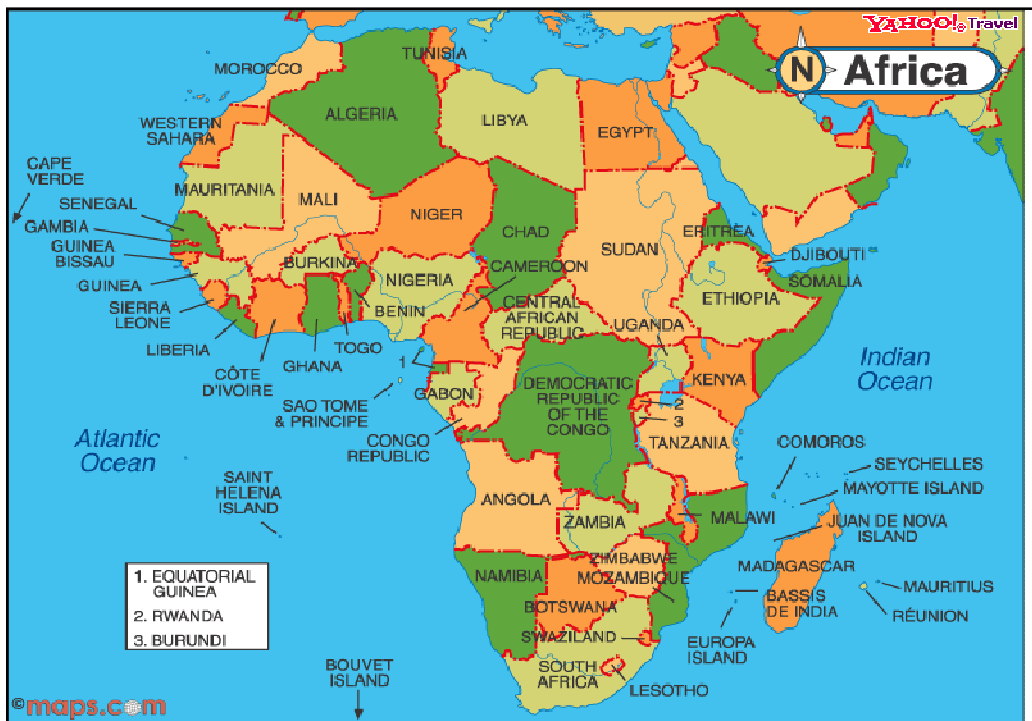 YAHOO! Travel
N Africa
TUNISIA
MOROCCO
ALGERIA
LIBYA
EGYPT
WESTERN
SAHARA
CAPE
VERDE
MAURITANIA
MALI
NIGER
CHAD
SUDAN
ERITREA
SENEGAL
GAMBIA
GUINEA
BISSAU
GUINEA
SIERRA
LEONE
LIBERIA
CÔTE
D'IVOIRE
GHANA
TOGO
BURKINA
BENIN
NIGERIA
CAMEROON
CENTRAL
AFRICAN
REPUBLIC
DJIBOUTI
SOMALIA
ETHIOPIA
UGANDA
KENYA
Indian
Ocean
1
GABON
SAO TOME
& PRINCIPE
CONGO
REPUBLIC
DEMOCRATIC
REPUBLIC
OF THE
CONGO
2
3
TANZANIA
Atlantic
Ocean
SAINT
HELENA
ISLAND
ANGOLA
ZAMBIA
MALAWI
COMOROS
SEYCHELLES
MAYOTTE ISLAND
JUAN DE NOVA
ISLAND
MADAGASCAR
BASSIS
DE INDIA
MAURITIUS
RÉUNION
EUROPA
ISLAND
ZIMBABWE
MOZAMBIQUE
NAMIBIA
BOTSWANA
SWAZILAND
SOUTH
AFRICA
LESOTHO
1. EQUATORIAL
GUINEA
2. RWANDA
3. BURUNDI
BOUVET
ISLAND
©maps.com